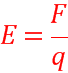 E = F/q